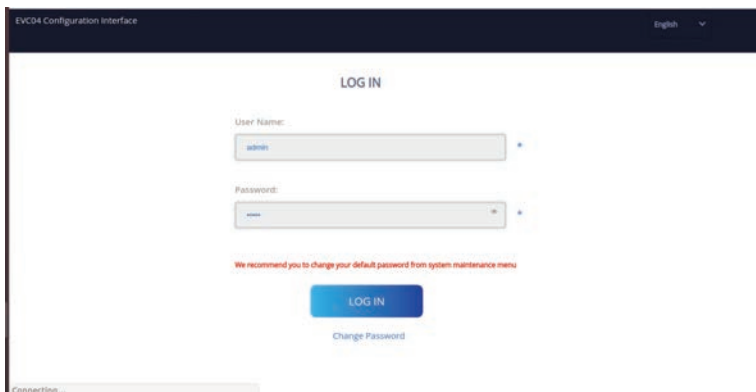 EVC04 Configuration Interface
English
LOG IN
User Name:
admin
*
Password:
•••••
*
We recommend you to change your default password from system maintenance menu
LOG IN
Change Password
Connection...